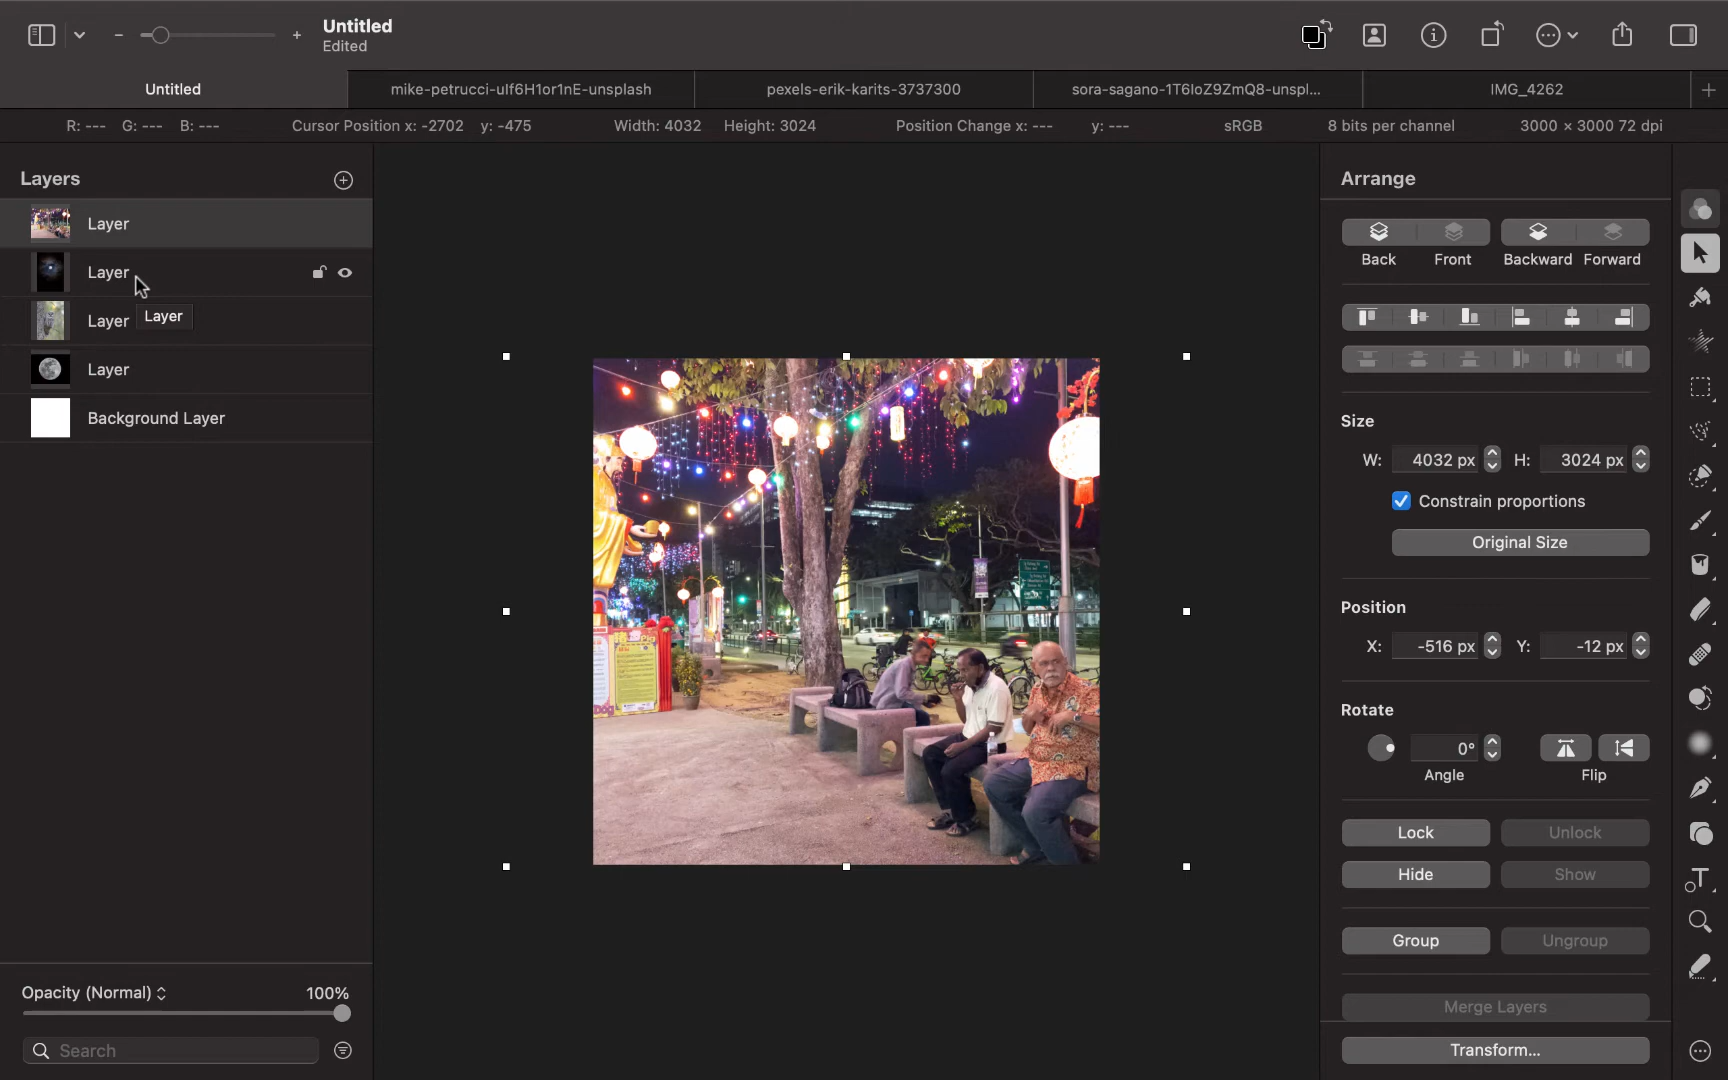 Untitled
Edited
Untitled
mike-petrucci-uIf6H1or1nE-unsplash
pexels-erik-karits-3737300
sora-sagano-1T6loZ9ZmQ8-unspl...
IMG_4262
R: --- G: --- B: --- Cursor Position x: -2702 y: -475 Width: 4032 Height: 3024 Position Change x: --- y: --- sRGB 8 bits per channel 3000 × 3000 72 dpi
Layers
Layer
Layer
Layer
Layer
Layer
Background Layer
Opacity (Normal) 100%
Search
Arrange
Back Front Backward Forward
Size
W: 4032 px H: 3024 px
Constrain proportions
Original Size
Position
X: -516 px Y: -12 px
Rotate
0°
Angle Flip
Lock Unlock
Hide Show
Group Ungroup
Merge Layers
Transform...